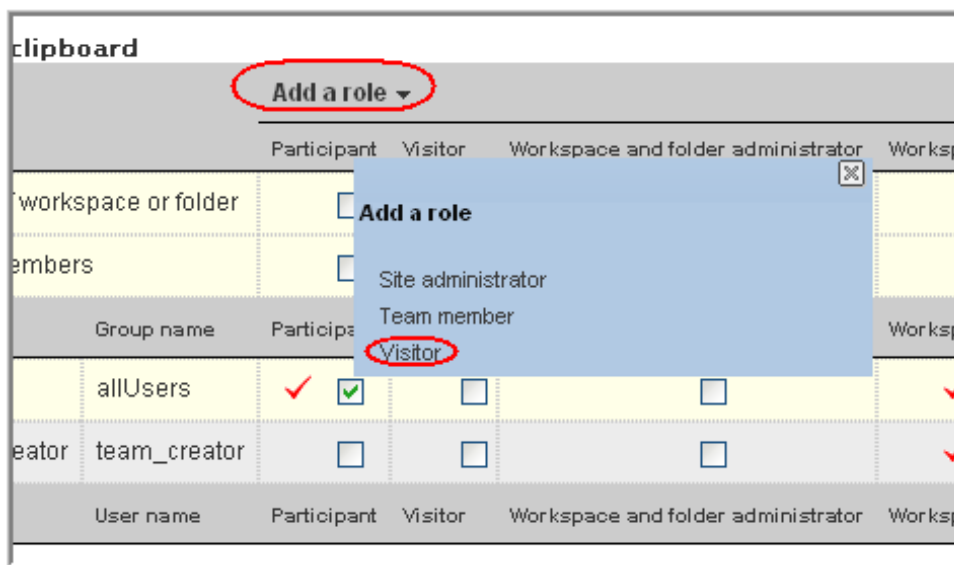 clipboard
Add a role
Participant Visitor Workspace and folder administrator Worksp
workspace or folder
Add a role
embers
Site administrator
Group name Participa Team member Worksp
Visitor
allUsers
eator team_creator
User name Participant Visitor Workspace and folder administrator Worksp